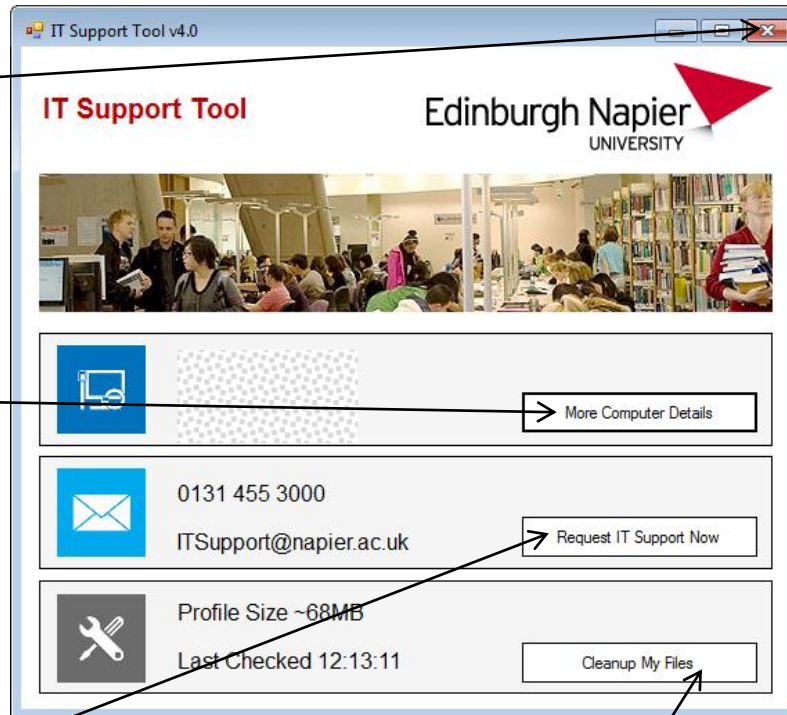 IT Support Tool v4.0
IT Support Tool
Edinburgh Napier
UNIVERSITY
More Computer Details
0131 455 3000
ITSupport@napier.ac.uk
Request IT Support Now
Profile Size ~68MB
Last Checked 12:13:11
Cleanup My Files